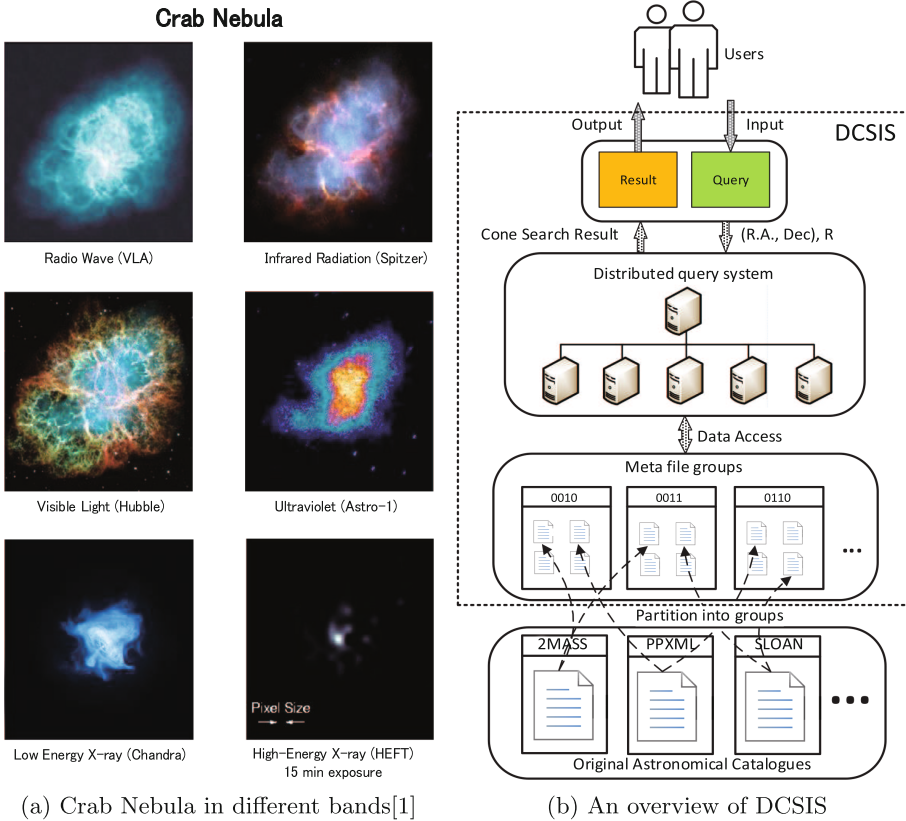 Crab Nebula
Radio Wave (VLA)
Infrared Radiation (Spitzer)
Visible Light (Hubble)
Ultraviolet (Astro-1)
Pixel Size
Low Energy X-ray (Chandra)
High-Energy X-ray (HEFT)
15 min exposure
(a) Crab Nebula in different bands[1]
Users
DCSIS
Output
Input
Result
Query
Cone Search Result
(R.A., Dec), R
Distributed query system
Data Access
Meta file groups
0010
0011
0110
...
Partition into groups
2MASS
PPXML
SLOAN
...
Original Astronomical Catalogues
(b) An overview of DCSIS